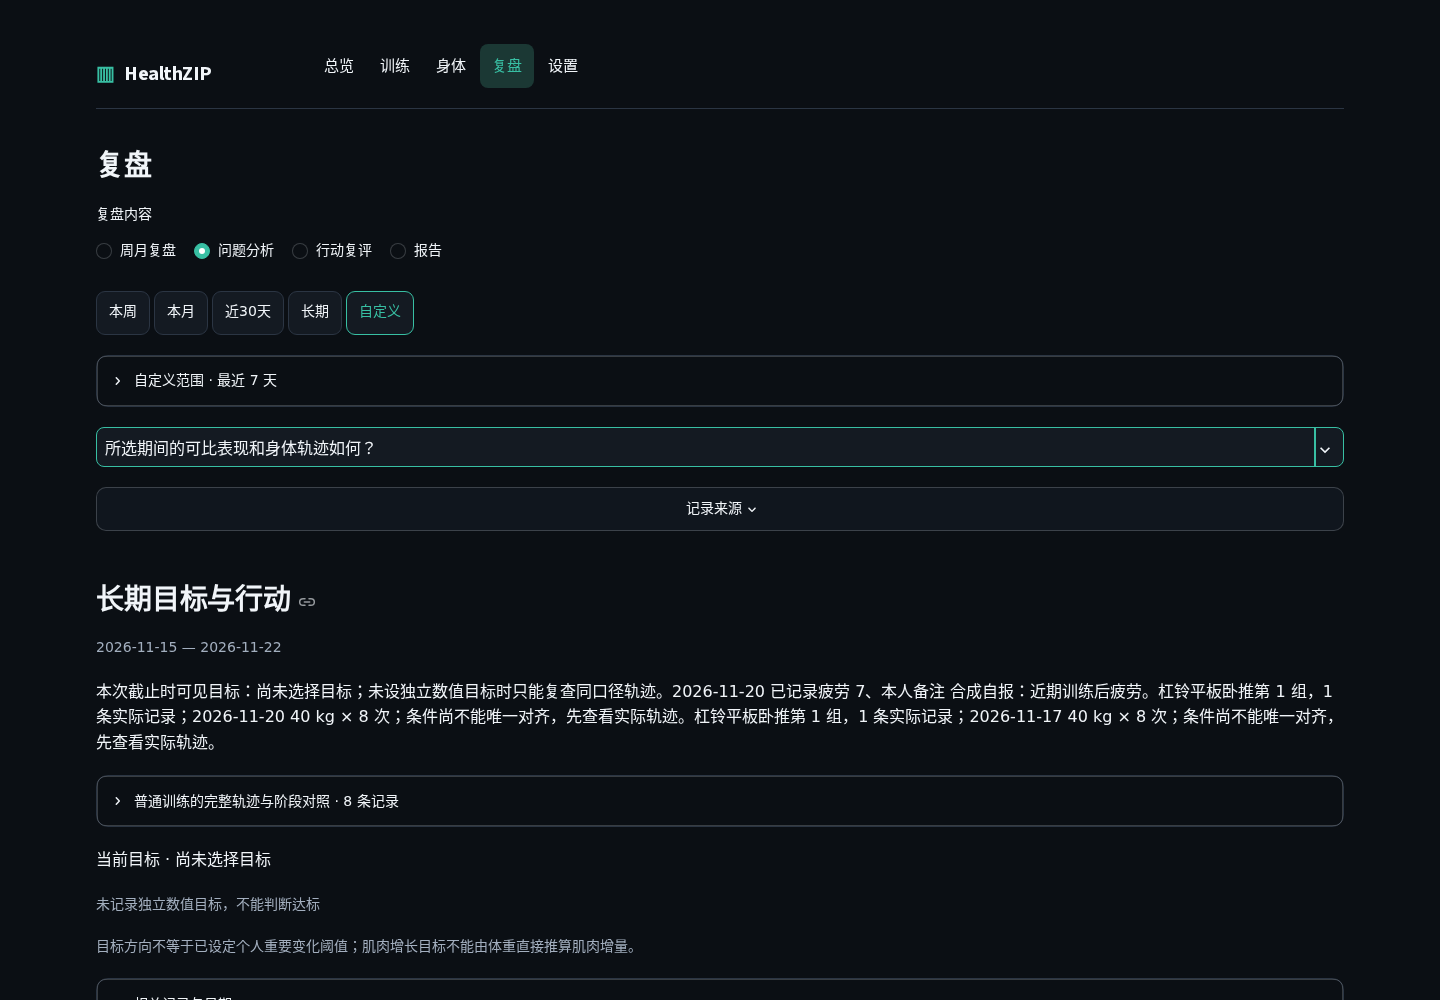 HealthZIP
总览 训练 身体 复盘 设置
复盘
复盘内容
周月复盘 问题分析 行动复评 报告
本周 本月 近30天 长期 自定义
自定义范围 · 最近 7 天
所选期间的可比表现和身体轨迹如何？
记录来源
长期目标与行动
2026-11-15 — 2026-11-22
本次截止时可见目标：尚未选择目标；未设独立数值目标时只能复查同口径轨迹。2026-11-20 已记录疲劳 7、本人备注 合成自报：近期训练后疲劳。杠铃平板卧推第 1 组，1
条实际记录；2026-11-20 40 kg × 8 次；条件尚不能唯一对齐，先查看实际轨迹。杠铃平板卧推第 1 组，1 条实际记录；2026-11-17 40 kg × 8 次；条件尚不能唯一对齐，
先查看实际轨迹。
普通训练的完整轨迹与阶段对照 · 8 条记录
当前目标 · 尚未选择目标
未记录独立数值目标，不能判断达标
目标方向不等于已设定个人重要变化阈值；肌肉增长目标不能由体重直接推算肌肉增量。